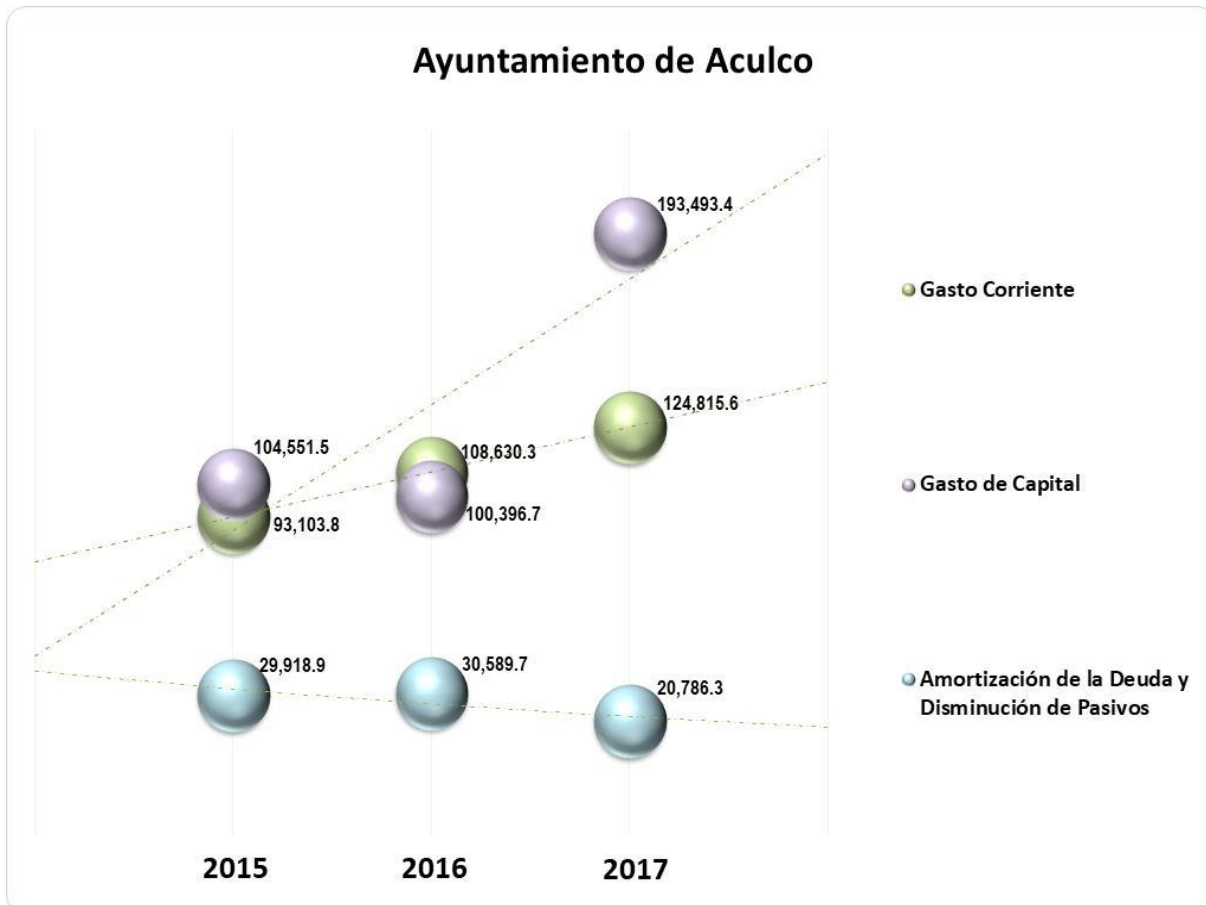 Ayuntamiento de Aculco
193,493.4
Gasto Corriente
124,815.6
104,551.5
108,630.3
Gasto de Capital
93,103.8
100,396.7
29,918.9
30,589.7
20,786.3
Amortización de la Deuda y
Disminución de Pasivos
2015
2016
2017